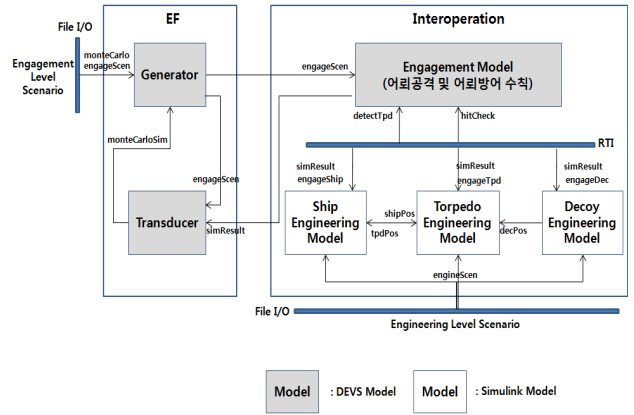 EF
Interoperation
File I/O
Engagement
Level
Scenario
monteCarlo
engageScen
Generator
engageScen
Engagement Model
(어뢰공격 및 어뢰방어 수칙)
detectTpd
hitCheck
monteCarloSim
RTI
engageScen
simResult
engageShip
simResult
engageTpd
simResult
engageDec
Transducer
simResult
Ship
Engineering
Model
shipPos
tpdPos
Torpedo
Engineering
Model
decPos
Decoy
Engineering
Model
engineScen
File I/O
Engineering Level Scenario
Model
: DEVS Model
Model
: Simulink Model